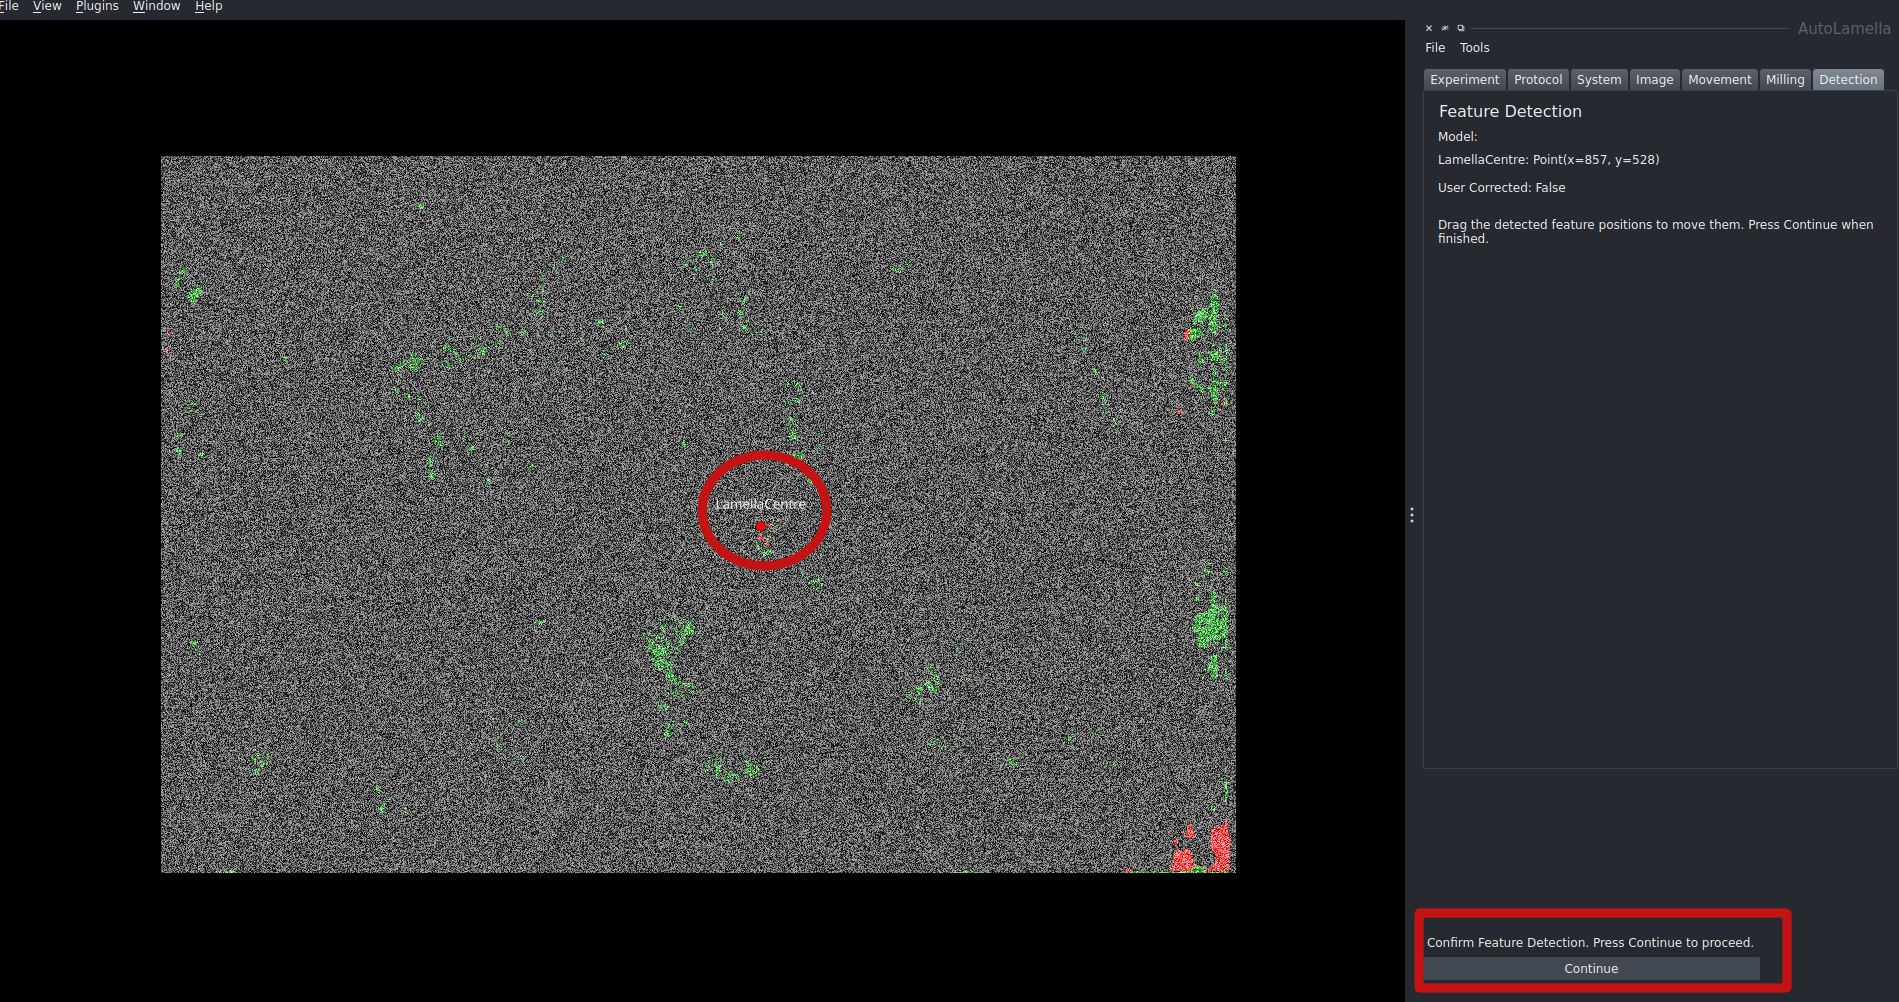 File View Plugins Window Help
AutoLamella
File Tools
Experiment Protocol System Image Movement Milling Detection
Feature Detection
Model:
LamellaCentre: Point(x=857, y=528)
User Corrected: False
Drag the detected feature positions to move them. Press Continue when
finished.
LamellaCentre
Confirm Feature Detection. Press Continue to proceed.
Continue